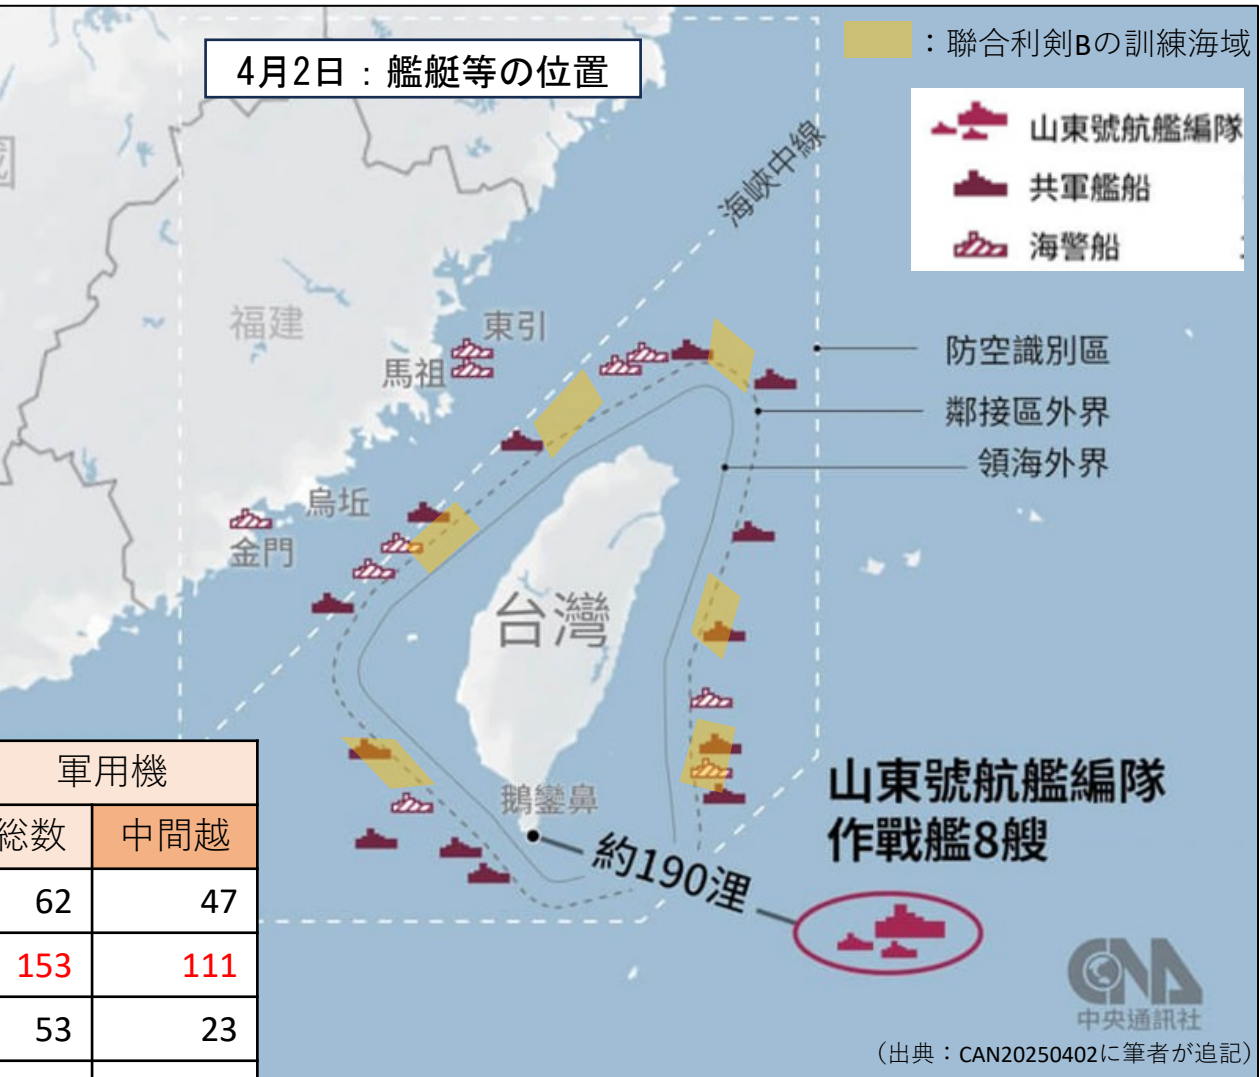 4月2日：艦艇等の位置
：聯合利剣Bの訓練海域
山東號航艦編隊
共軍艦船
海警船
海峽中線
國
福建
東引
馬祖
烏坵
金門
防空識別區
鄰接區外界
領海外界
台灣
鵝鑾鼻
約190浬
山東號航艦編隊
作戰艦8艘
軍用機
総数 中間越
62 47
153 111
53 23
CNA
中央通訊社
（出典：CAN20250402に筆者が追記）